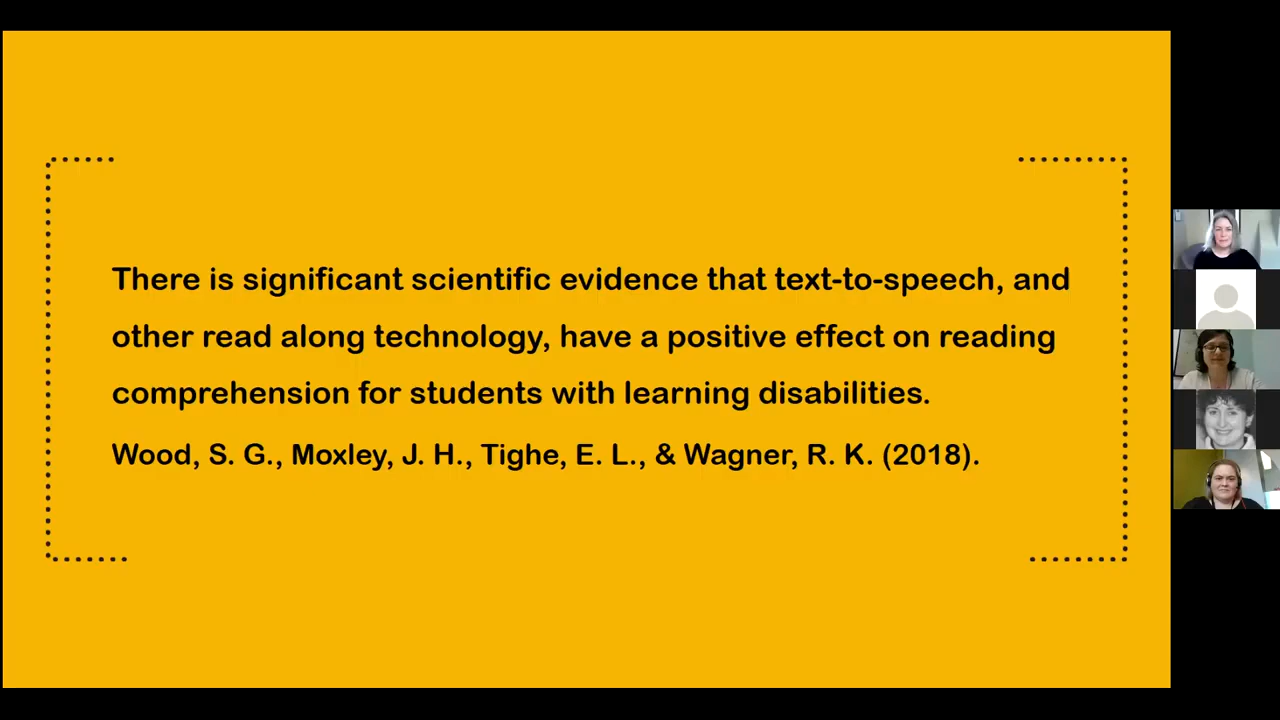 There is significant scientific evidence that text-to-speech, and
other read along technology, have a positive effect on reading
comprehension for students with learning disabilities.
Wood, S. G., Moxley, J. H., Tighe, E. L., & Wagner, R. K. (2018).